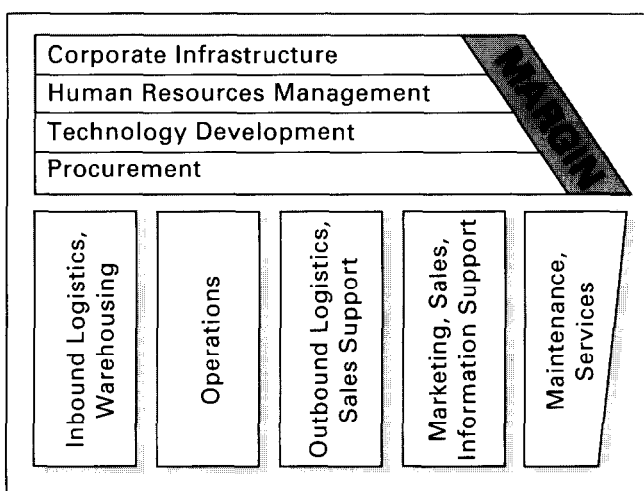 Corporate Infrastructure
Human Resources Management
Technology Development
Procurement
MARGIN
Inbound Logistics,
Warehousing
Operations
Outbound Logistics,
Sales Support
Marketing, Sales,
Information Support
Maintenance,
Services